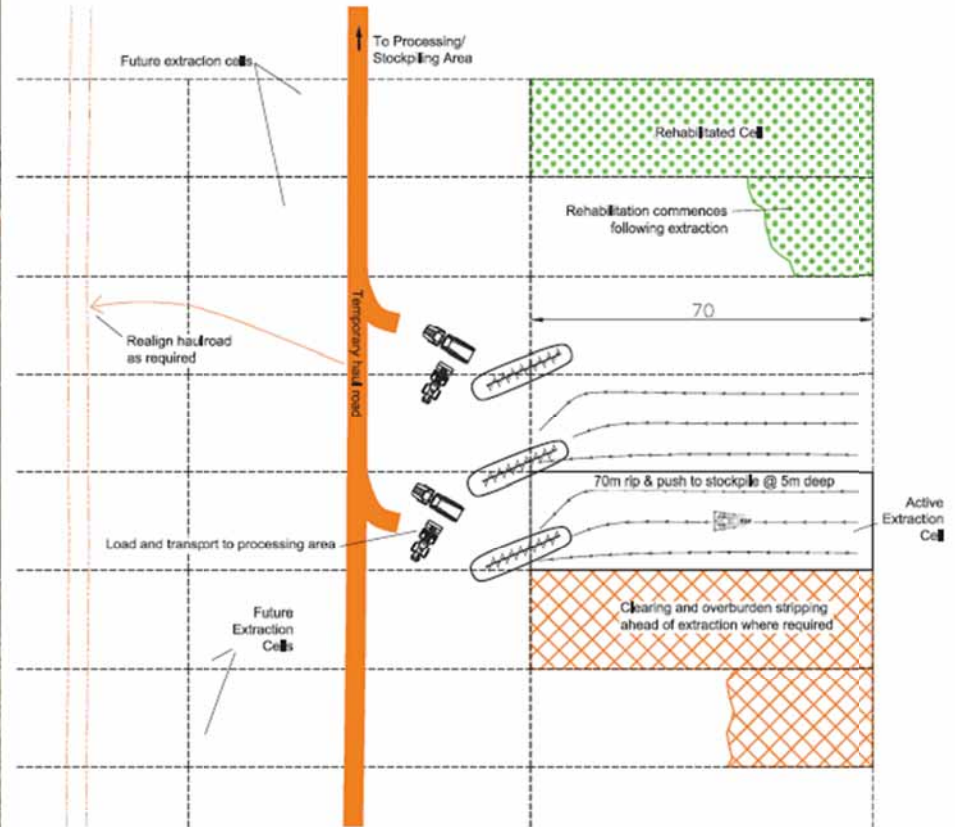 To Processing/
Stockpiling Area
Future extraction cells
Rehabilitated Cell
Rehabilitation commences
following extraction
70
Temporary haul road
Realign haulroad
as required
70m rip & push to stockpile @ 5m deep
Active
Extraction
Cell
Load and transport to processing area
Future
Extraction
Cells
Clearing and overburden stripping
ahead of extraction where required